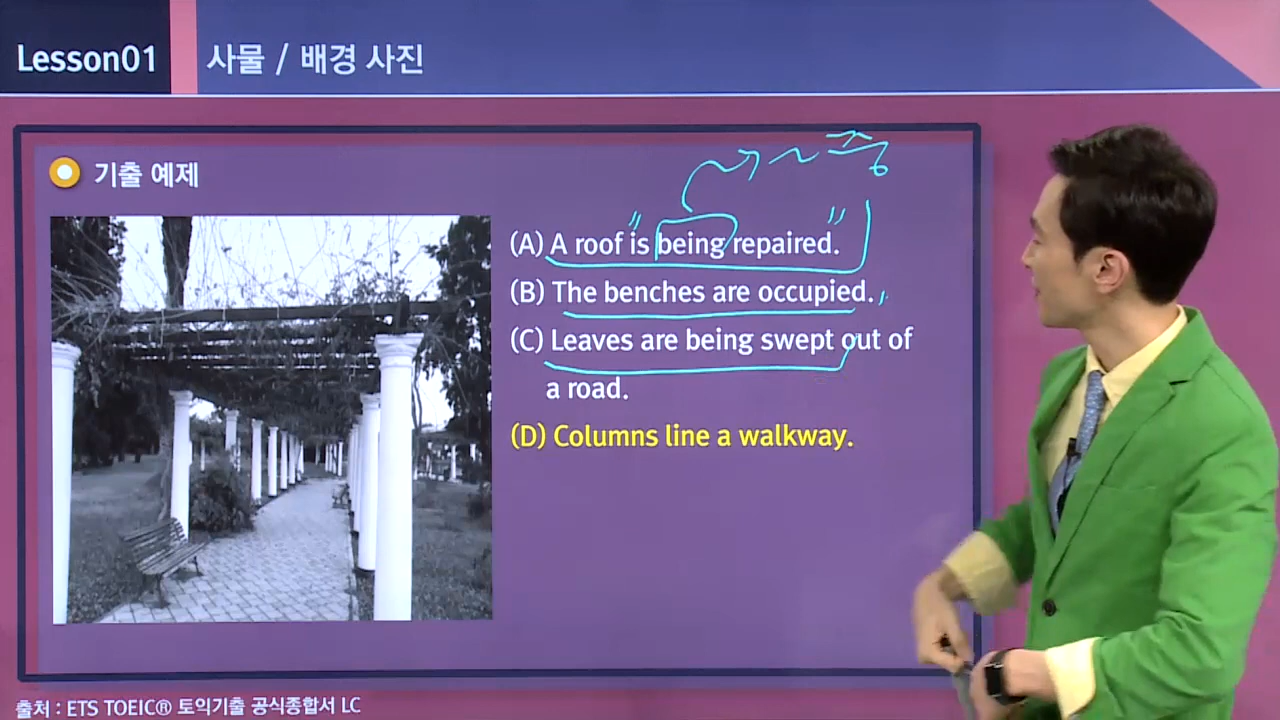 Lesson01
사물 / 배경 사진
기출 예제
~ 중
(A) A roof is being repaired.
(B) The benches are occupied.
(C) Leaves are being swept out of
a road.
(D) Columns line a walkway.
출처 : ETS TOEIC® 토익기출 공식종합서 LC